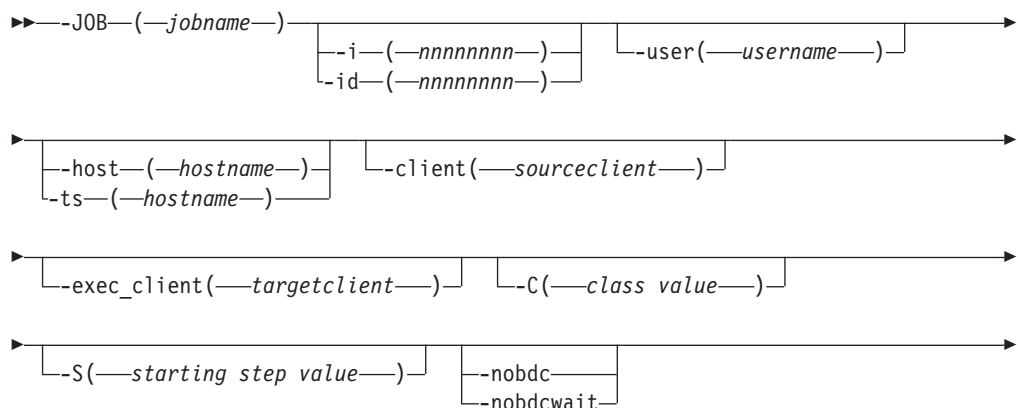 -JOB ( jobname )
-i ( nnnnnnnn ) -user( username )
-id ( nnnnnnnn )
-host ( hostname ) -client( sourceclient )
-ts ( hostname )
-exec_client( targetclient ) -C( class value )
-S( starting step value ) -nobdc
-nobdcwait